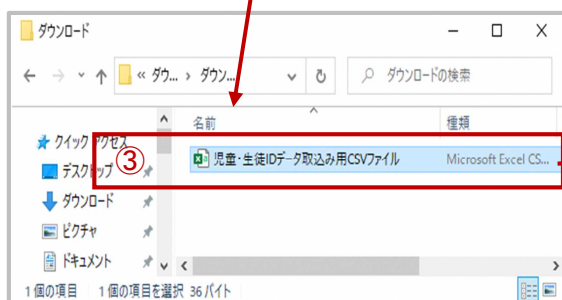 ダウンロード
« ダウ... › ダウン...
ダウンロードの検索
名前
種類
クイック アクセス
③
児童・生徒IDデータ取込み用CSVファイル
Microsoft Excel CS...
デスクトップ
ダウンロード
ピクチャ
ドキュメント
1 個の項目
1 個の項目を選択 36 バイト